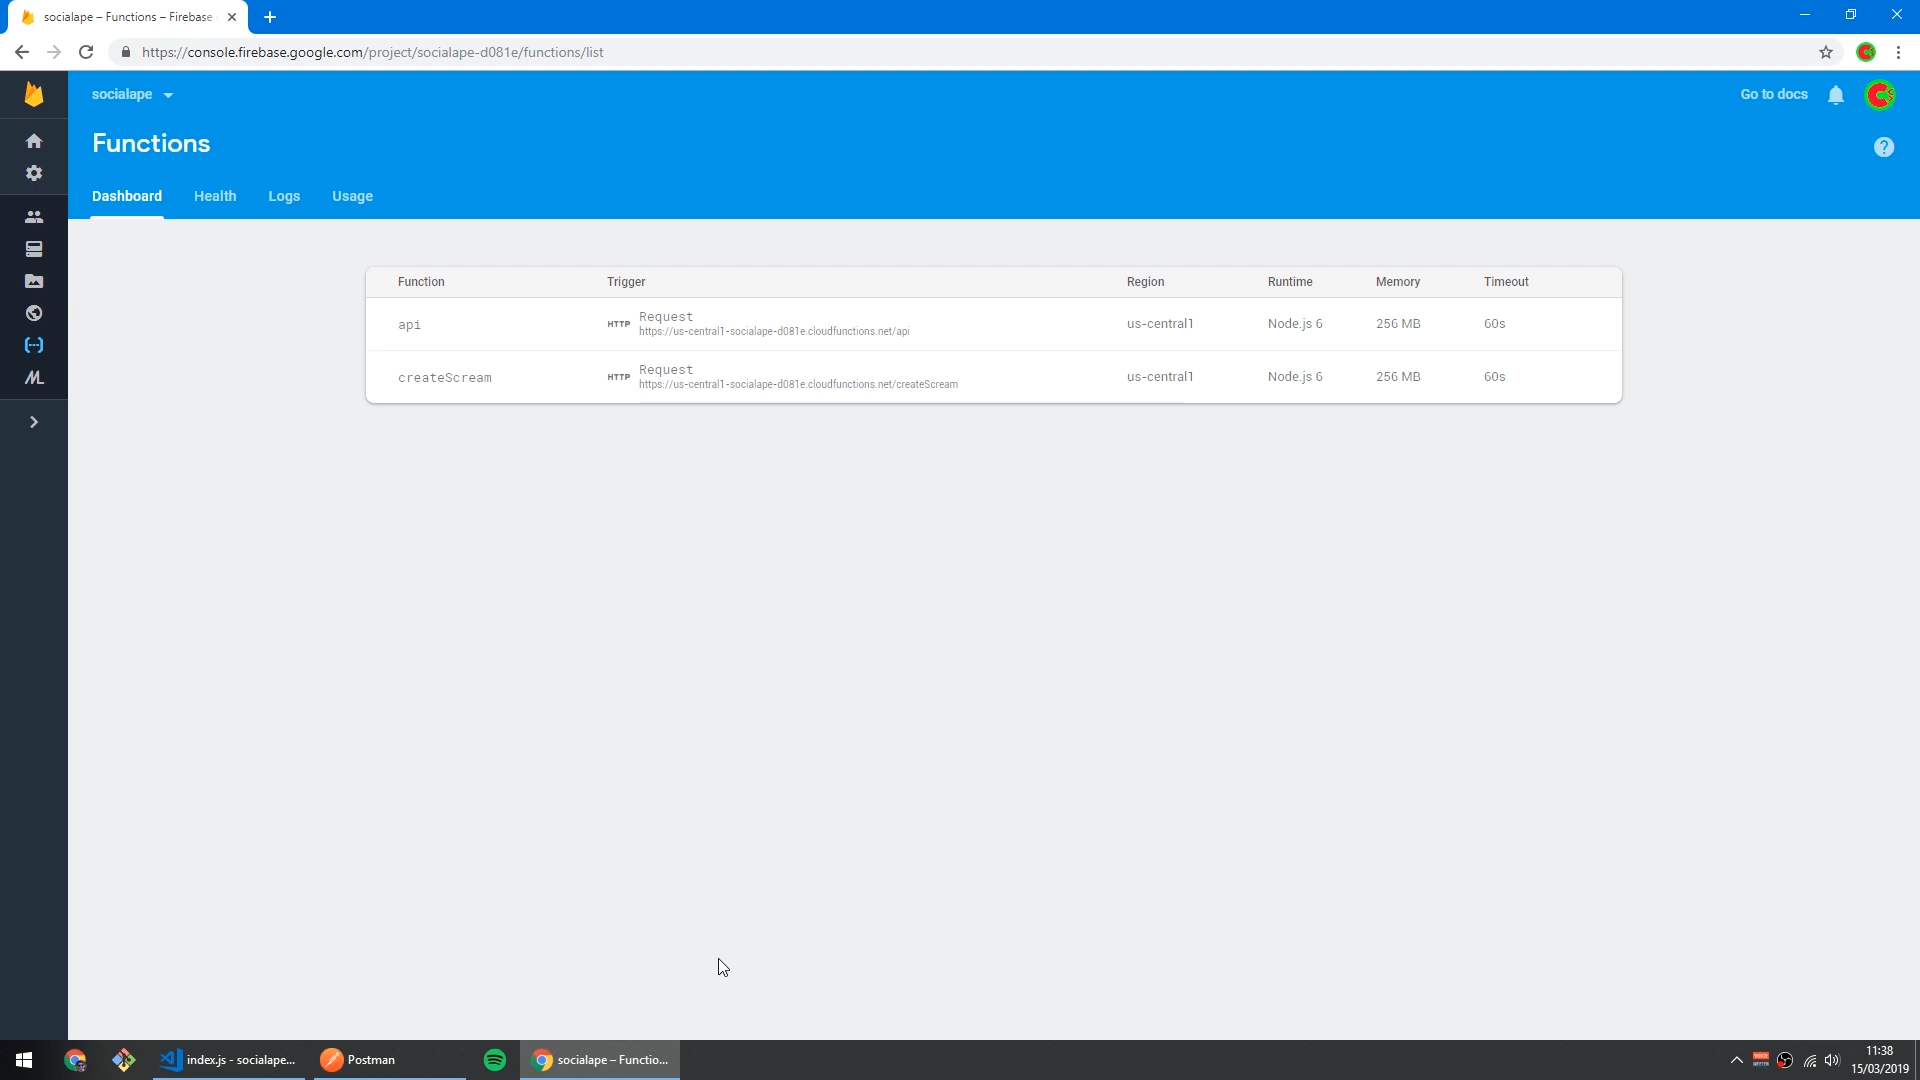 socialape – Functions – Firebase
https://console.firebase.google.com/project/socialape-d081e/functions/list
socialape
Go to docs
Functions
Dashboard Health Logs Usage
Function Trigger Region Runtime Memory Timeout
api HTTP Request us-central1 Node.js 6 256 MB 60s
https://us-central1-socialape-d081e.cloudfunctions.net/api
createScream HTTP Request us-central1 Node.js 6 256 MB 60s
https://us-central1-socialape-d081e.cloudfunctions.net/createScream
index.js - socialape... Postman socialape – Functio... 11:38
15/03/2019